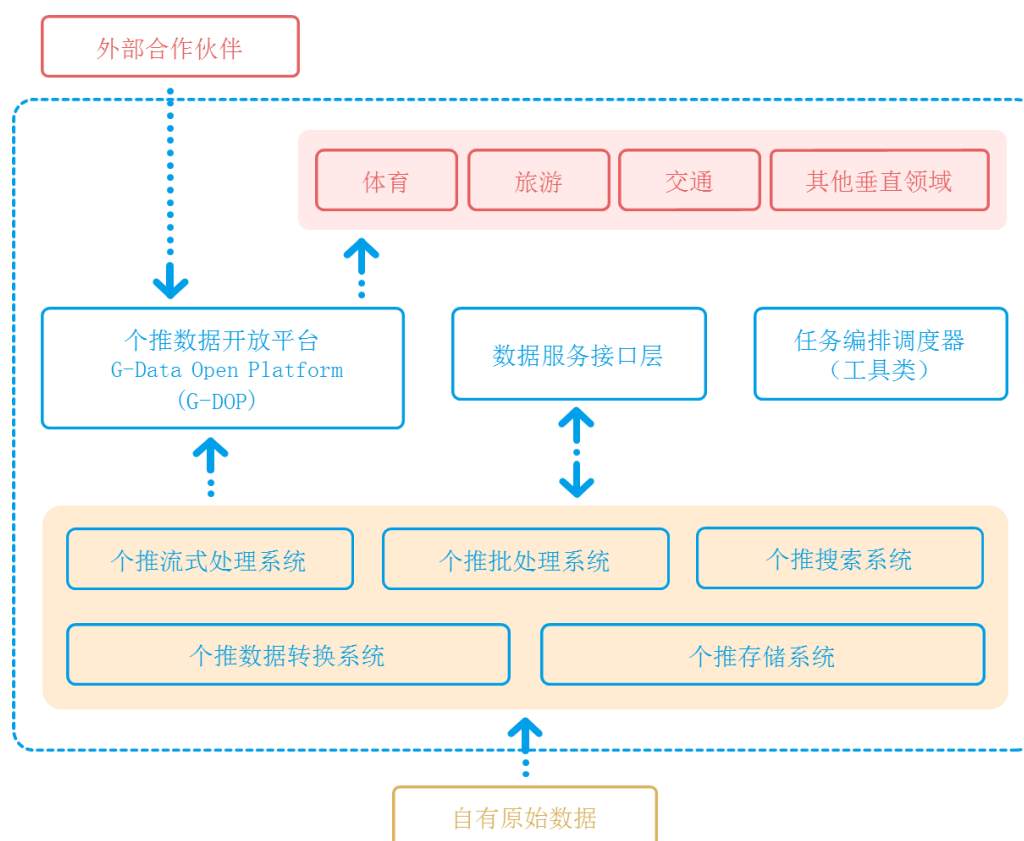 外部合作伙伴
体育
旅游
交通
其他垂直领域
个推数据开放平台
G-Data Open Platform
(G-DOP)
数据服务接口层
任务编排调度器
（工具类）
个推流式处理系统
个推批处理系统
个推搜索系统
个推数据转换系统
个推存储系统
自有原始数据